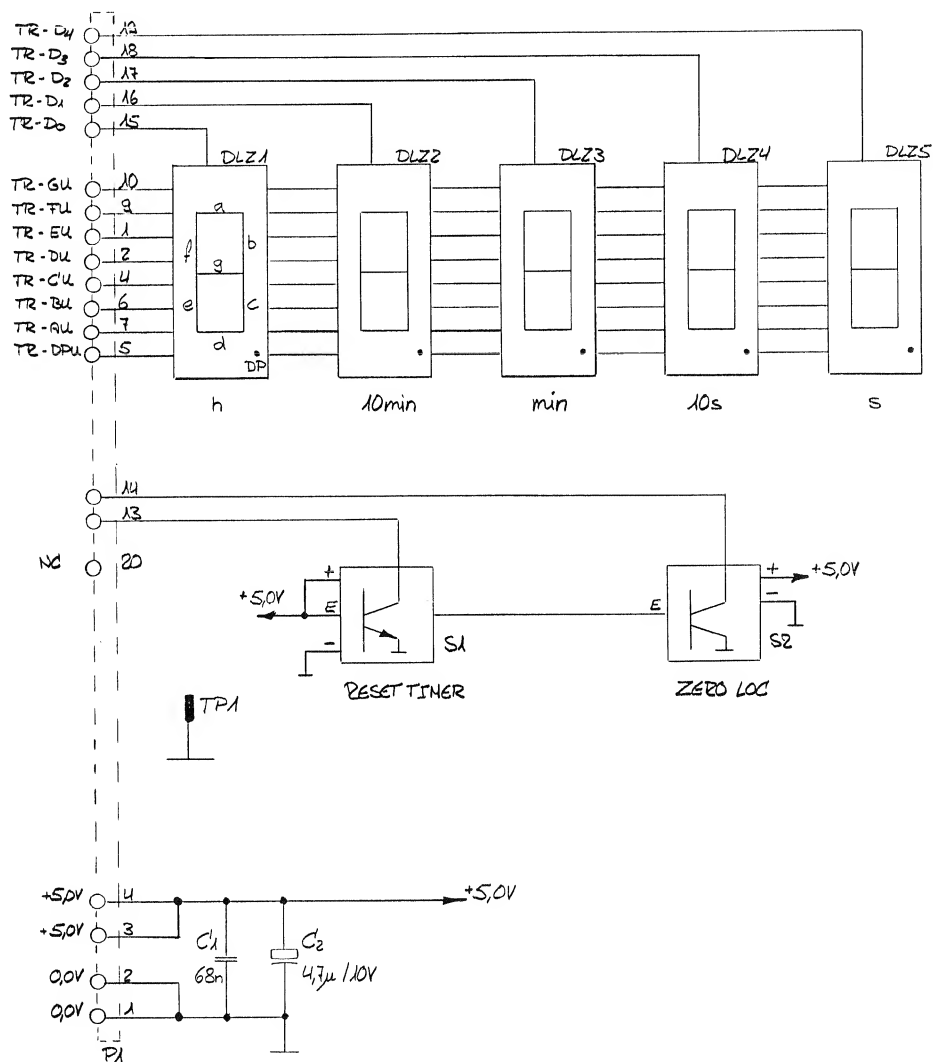 TR-D4 12
TR-D3 18
TR-D2 17
TR-D1 16
TR-D0 15
DLZ1 DLZ2 DLZ3 DLZ4 DLZ5
TR-GU 10
TR-FU 9
TR-EU 1
TR-DU 2
TR-CU 4
TR-BU 6
TR-AU 7
TR-DPU 5
a
f b
g
e c
d
DP
h 10min min 10s s
14
13
NC 20
+5,0V + E - S1
RESET TIMER
E + - +5,0V S2
ZERO LOC
TP1
+5,0V 4 +5,0V
+5,0V 3
C1 68n
C2 4,7µ/10V
0,0V 2
0,0V 1
P1